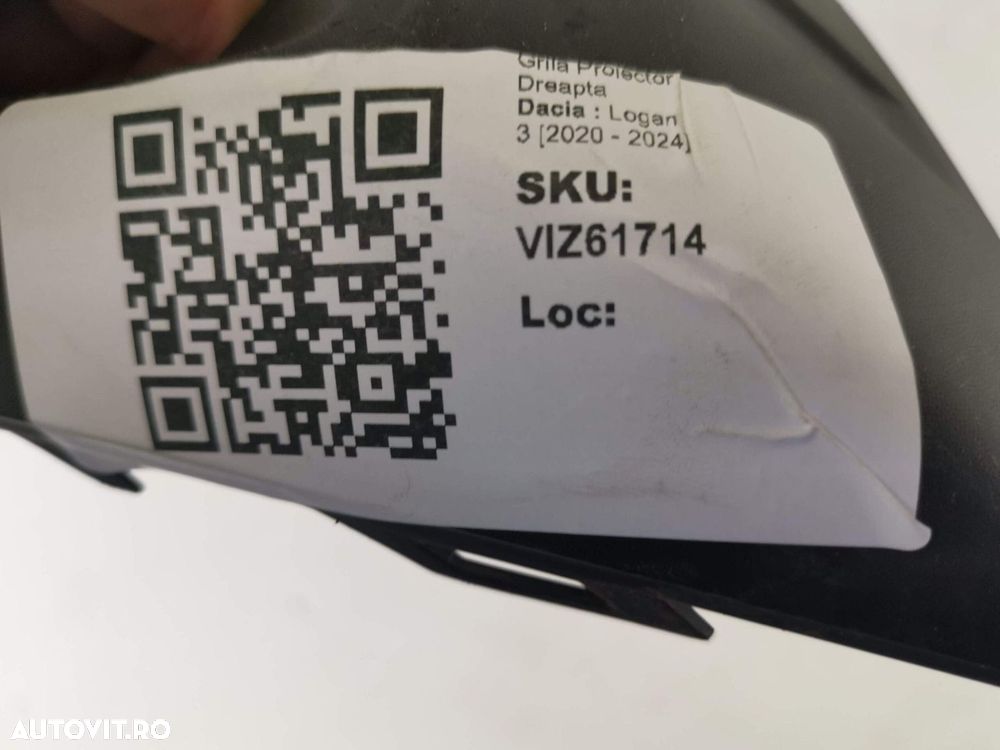 Grila Proiector
Dreapta
Dacia : Logan
3 [2020 - 2024]
SKU:
VIZ61714
Loc:
AUTOVIT.RO